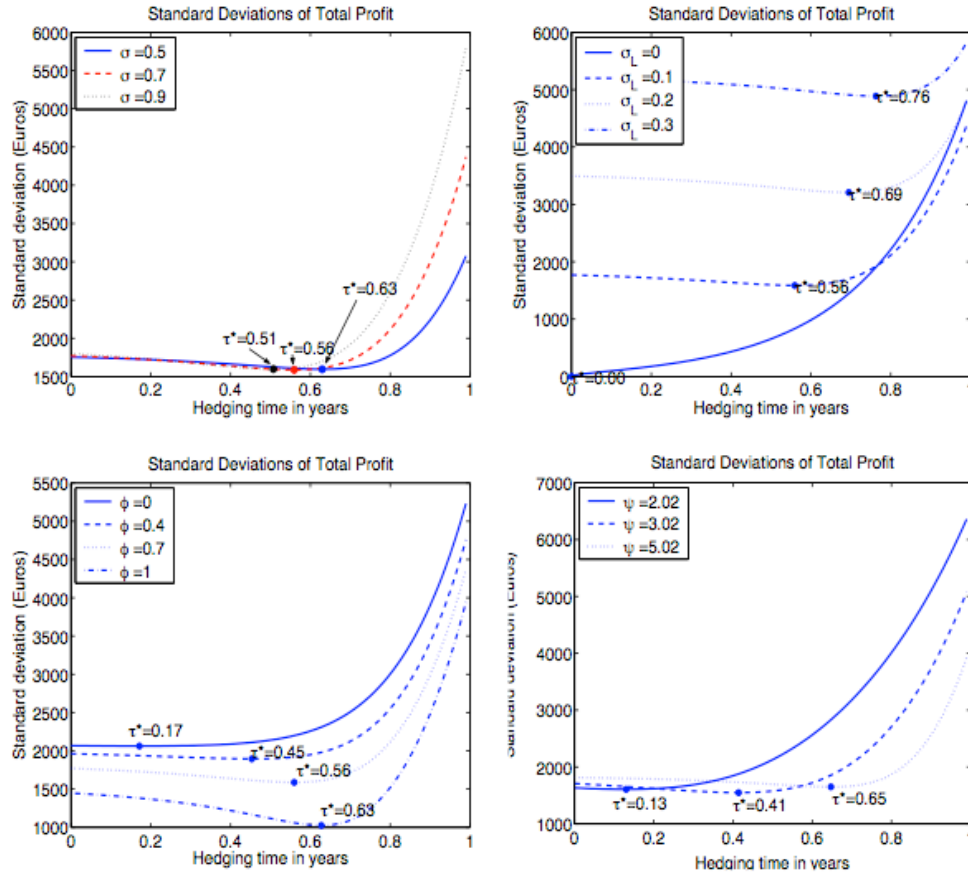 Standard Deviations of Total Profit
6000
5500
5000
4500
4000
3500
3000
2500
2000
1500
Standard deviation (Euros)
σ =0.5
σ =0.7
σ =0.9
τ*=0.63
τ*=0.51
τ*=0.56
0 0.2 0.4 0.6 0.8 1
Hedging time in years
Standard Deviations of Total Profit
6000
5000
4000
3000
2000
1000
0
Standard deviation (Euros)
σ_L =0
σ_L =0.1
σ_L =0.2
σ_L =0.3
τ*=0.76
τ*=0.69
τ*=0.56
τ*=0.00
0 0.2 0.4 0.6 0.8 1
Hedging time in years
Standard Deviations of Total Profit
5500
5000
4500
4000
3500
3000
2500
2000
1500
1000
Standard deviation (Euros)
ϕ =0
ϕ =0.4
ϕ =0.7
ϕ =1
τ*=0.17
τ*=0.45
τ*=0.56
τ*=0.63
0 0.2 0.4 0.6 0.8 1
Hedging time in years
Standard Deviations of Total Profit
7000
6000
5000
4000
3000
2000
1000
Standard deviation (Euros)
ψ =2.02
ψ =3.02
ψ =5.02
τ*=0.13
τ*=0.41
τ*=0.65
0 0.2 0.4 0.6 0.8
Hedging time in years